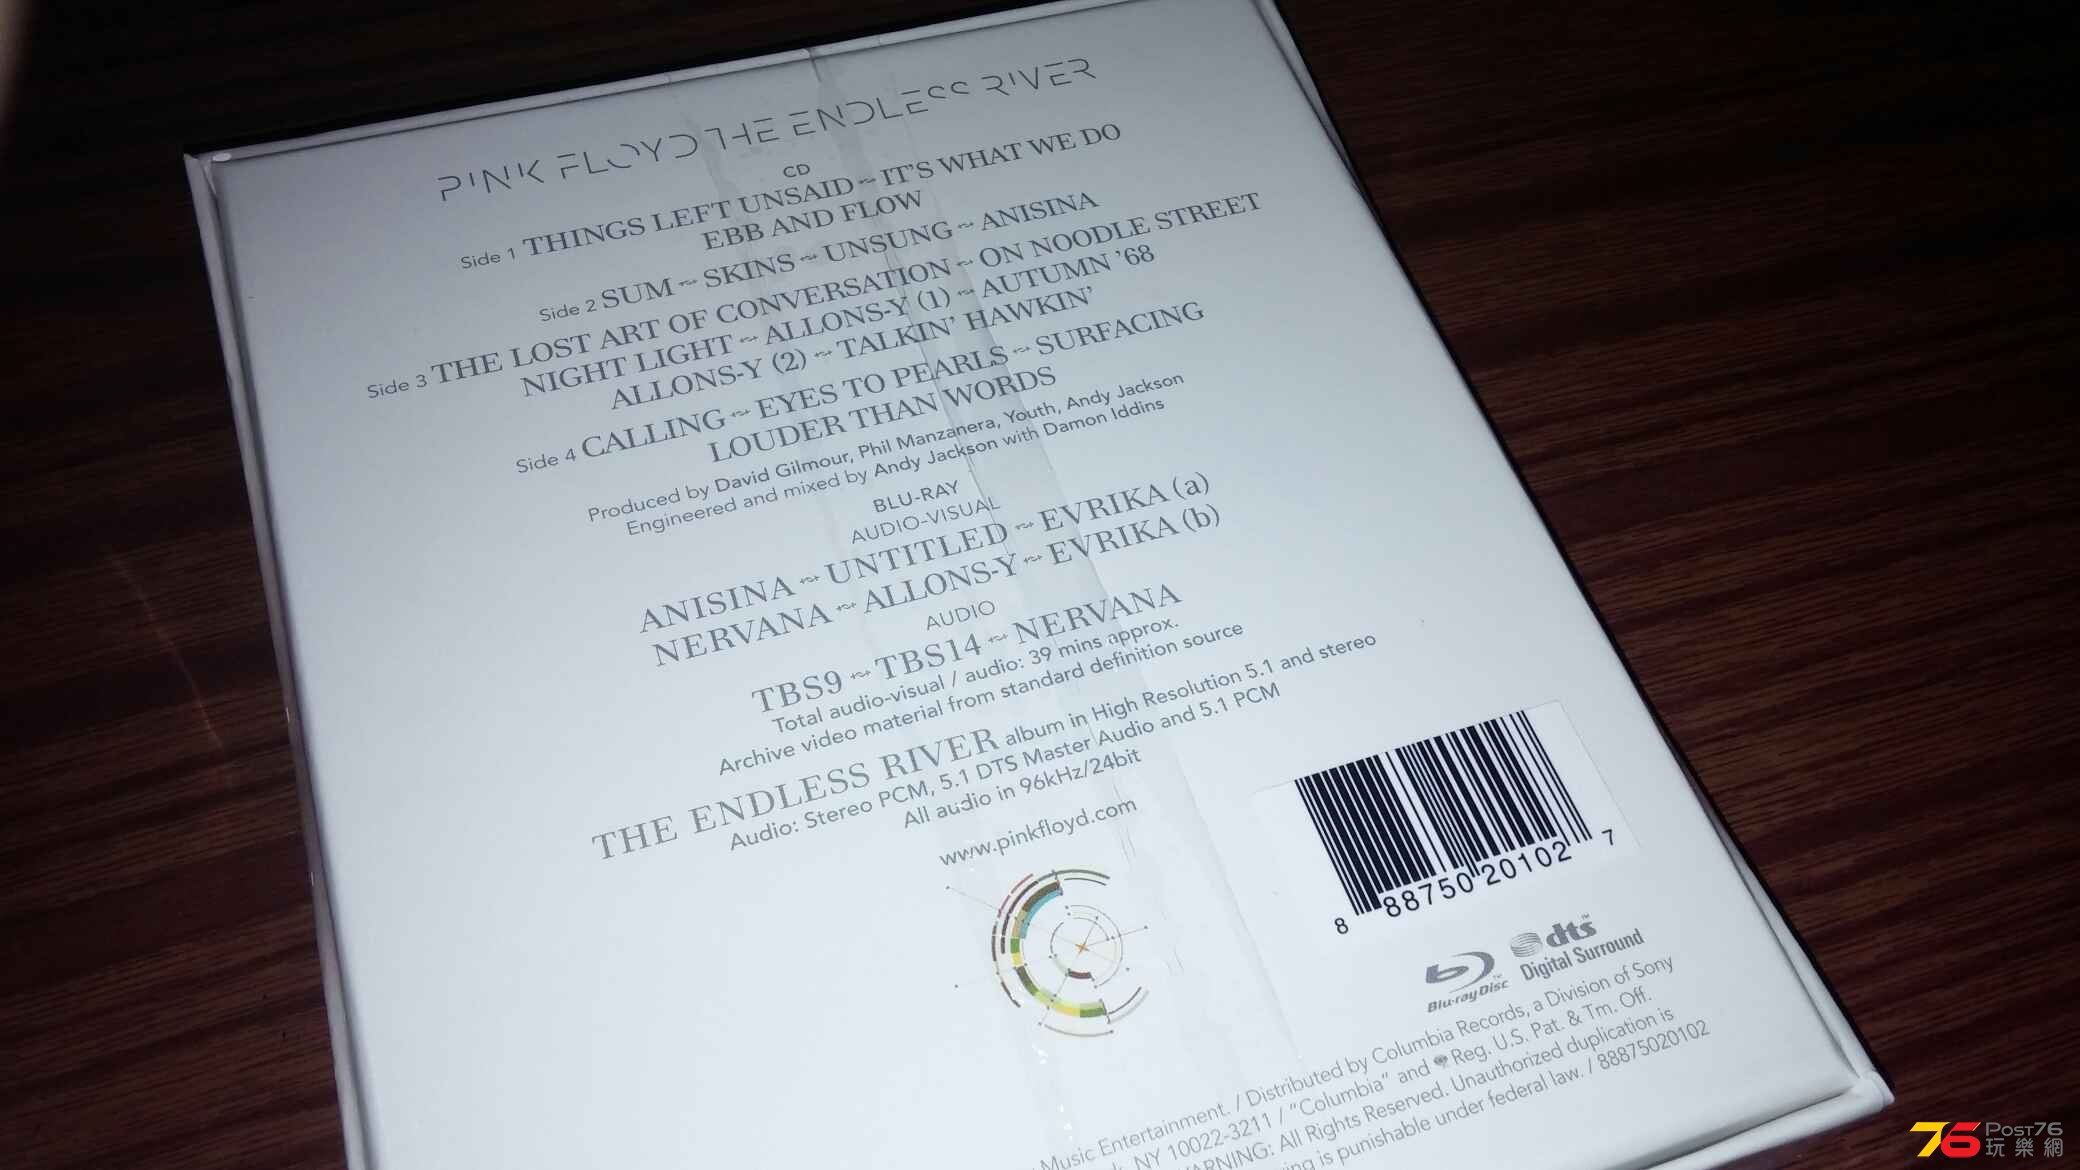 PINK FLOYD THE ENDLESS RIVER
CD
Side 1 THINGS LEFT UNSAID ~ IT'S WHAT WE DO
EBB AND FLOW
Side 2 SUM ~ SKINS ~ UNSUNG ~ ANISINA
Side 3 THE LOST ART OF CONVERSATION ~ ON NOODLE STREET
NIGHT LIGHT ~ ALLONS-Y (1) ~ AUTUMN '68
ALLONS-Y (2) ~ TALKIN' HAWKIN'
Side 4 CALLING ~ EYES TO PEARLS ~ SURFACING
LOUDER THAN WORDS
Produced by David Gilmour, Phil Manzanera, Youth, Andy Jackson
Engineered and mixed by Andy Jackson with Damon Iddins
BLU-RAY
AUDIO-VISUAL
ANISINA ~ UNTITLED ~ EVRIKA (a)
NERVANA ~ ALLONS-Y ~ EVRIKA (b)
AUDIO
TBS9 ~ TBS14 ~ NERVANA
Total audio-visual / audio: 39 mins approx.
Archive video material from standard definition source
THE ENDLESS RIVER album in High Resolution 5.1 and stereo
Audio: Stereo PCM, 5.1 DTS Master Audio and 5.1 PCM
All audio in 96kHz/24bit
www.pinkfloyd.com
8 88750 20102 7
Blu-ray Disc
dts
Digital Surround
Music Entertainment. / Distributed by Columbia Records, a Division of Sony
NY 10022-3211 / "Columbia" and Reg. U.S. Pat. & Tm. Off.
WARNING: All Rights Reserved. Unauthorized duplication is
is punishable under federal law. / 88875020102
76 POST76
玩樂網